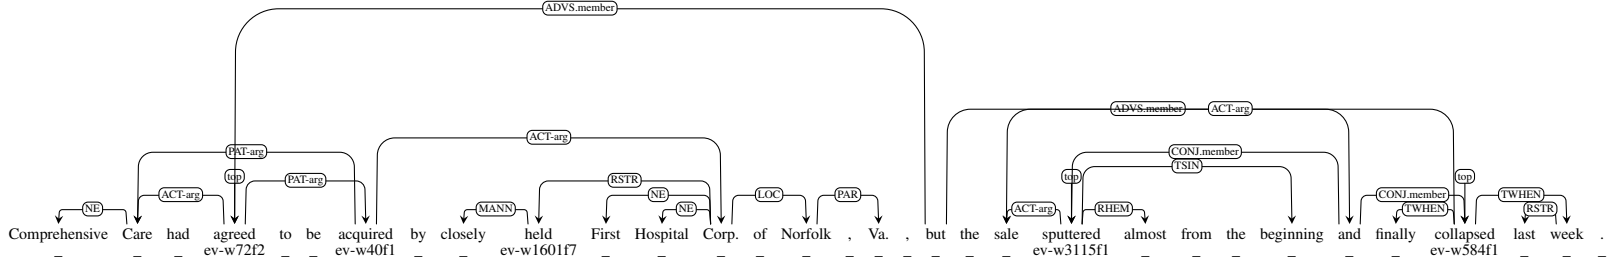 ADVS.member
ADVS.member ACT-arg
ACT-arg
PAT-arg CONJ.member
TSIN
top PAT-arg RSTR top top
ACT-arg NE LOC PAR CONJ.member TWHEN
NE MANN NE ACT-arg RHEM TWHEN RSTR
Comprehensive Care had agreed to be acquired by closely held First Hospital Corp. of Norfolk , Va. , but the sale sputtered almost from the beginning and finally collapsed last week .
_ _ _ ev-w72f2 _ _ ev-w40f1 _ _ ev-w1601f7 _ _ _ _ _ _ _ _ _ _ _ ev-w3115f1 _ _ _ _ _ _ ev-w584f1 _ _ _